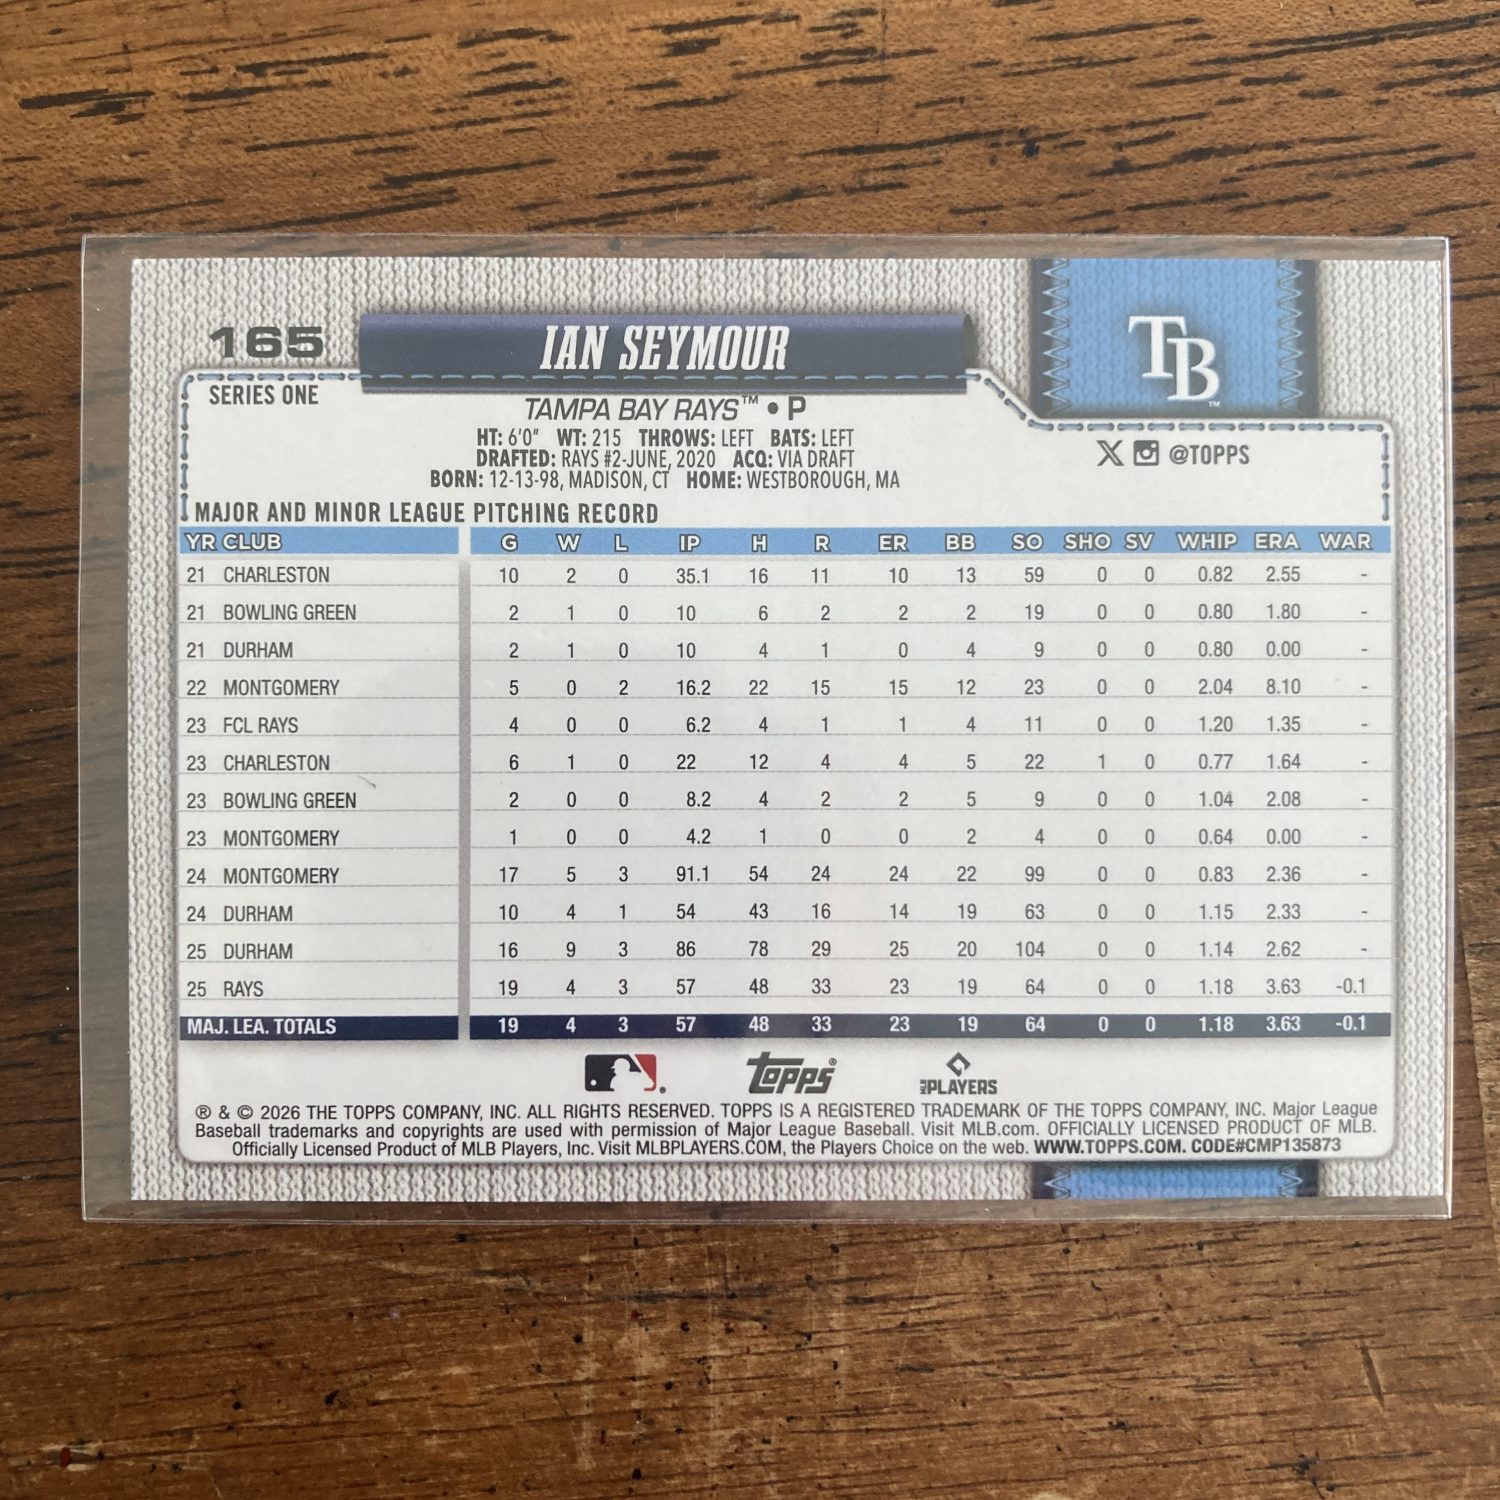 165
IAN SEYMOUR
TB™
SERIES ONE
TAMPA BAY RAYS™ • P
HT: 6'0" WT: 215 THROWS: LEFT BATS: LEFT
DRAFTED: RAYS #2-JUNE, 2020 ACQ: VIA DRAFT
BORN: 12-13-98, MADISON, CT HOME: WESTBOROUGH, MA
X @TOPPS
MAJOR AND MINOR LEAGUE PITCHING RECORD
YR CLUB G W L IP H R ER BB SO SHO SV WHIP ERA WAR
21 CHARLESTON 10 2 0 35.1 16 11 10 13 59 0 0 0.82 2.55 -
21 BOWLING GREEN 2 1 0 10 6 2 2 2 19 0 0 0.80 1.80 -
21 DURHAM 2 1 0 10 4 1 0 4 9 0 0 0.80 0.00 -
22 MONTGOMERY 5 0 2 16.2 22 15 15 12 23 0 0 2.04 8.10 -
23 FCL RAYS 4 0 0 6.2 4 1 1 4 11 0 0 1.20 1.35 -
23 CHARLESTON 6 1 0 22 12 4 4 5 22 1 0 0.77 1.64 -
23 BOWLING GREEN 2 0 0 8.2 4 2 2 5 9 0 0 1.04 2.08 -
23 MONTGOMERY 1 0 0 4.2 1 0 0 2 4 0 0 0.64 0.00 -
24 MONTGOMERY 17 5 3 91.1 54 24 24 22 99 0 0 0.83 2.36 -
24 DURHAM 10 4 1 54 43 16 14 19 63 0 0 1.15 2.33 -
25 DURHAM 16 9 3 86 78 29 25 20 104 0 0 1.14 2.62 -
25 RAYS 19 4 3 57 48 33 23 19 64 0 0 1.18 3.63 -0.1
MAJ. LEA. TOTALS 19 4 3 57 48 33 23 19 64 0 0 1.18 3.63 -0.1
topps® MLBPLAYERS
® & © 2026 THE TOPPS COMPANY, INC. ALL RIGHTS RESERVED. TOPPS IS A REGISTERED TRADEMARK OF THE TOPPS COMPANY, INC. Major League
Baseball trademarks and copyrights are used with permission of Major League Baseball. Visit MLB.com. OFFICIALLY LICENSED PRODUCT OF MLB.
Officially Licensed Product of MLB Players, Inc. Visit MLBPLAYERS.COM, the Players Choice on the web. WWW.TOPPS.COM. CODE#CMP135873